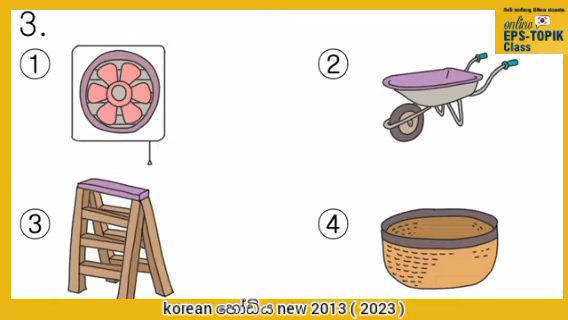 online
EPS-TOPIK
Class
3.
①
②
③
④
korean හෝඩිය new 2013 ( 2023 )